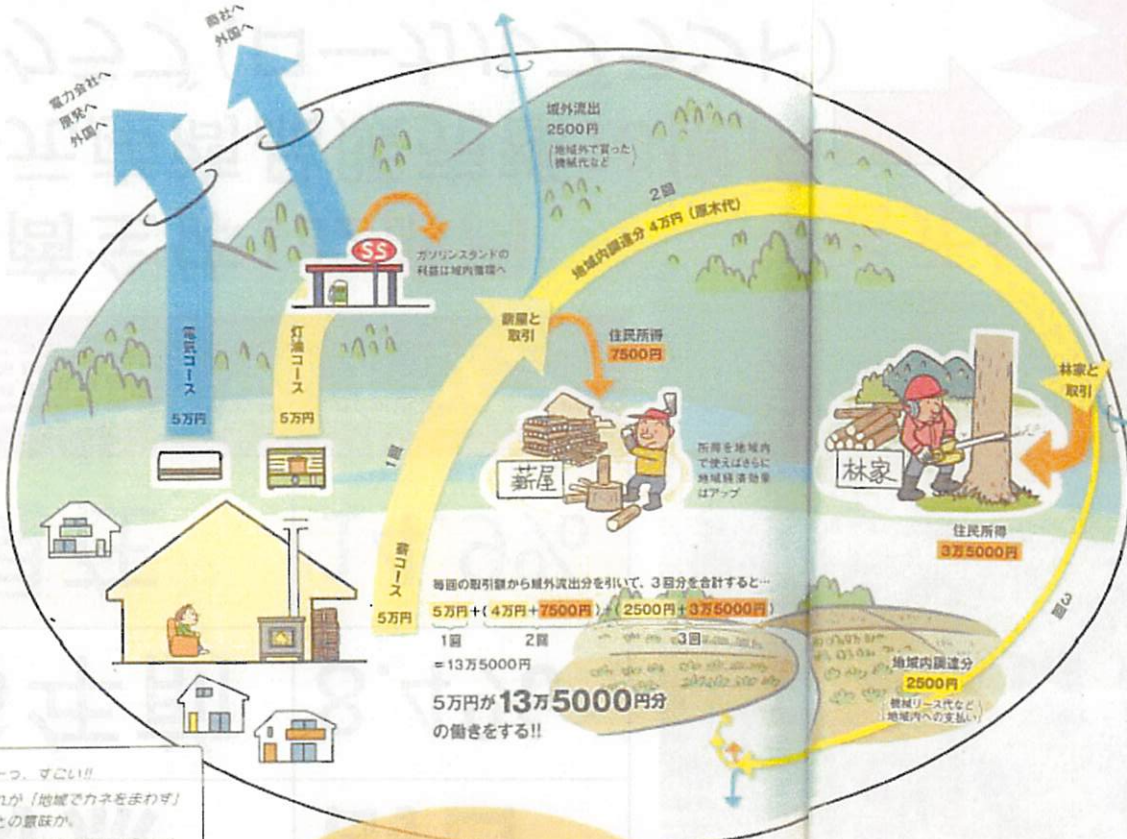 商社へ
外国へ
電力会社へ
原発へ
外国へ
域外流出
2500円
(地域外で買った
機械代など)
2回
地域内調達分 4万円（原木代）
SS
ガソリンスタンドの
利益は域内循環へ
薪屋と
取引
住民所得
7500円
林家と
取引
電気コース
5万円
灯油コース
5万円
1回
薪屋
所得を地域内
で使えばさらに
地域経済効果
はアップ
林家
住民所得
3万5000円
薪コース
5万円
毎回の取引額から域外流出分を引いて、3回分を合計すると…
5万円+(4万円+7500円)+(2500円+3万5000円)
1回 2回 3回
=13万5000円
5万円が13万5000円分
の働きをする!!
3回
地域内調達分
2500円
(機械リース代など
地域内への支払い)
っ、すごい!!
が「地域でカネをまわす」
との意味か。